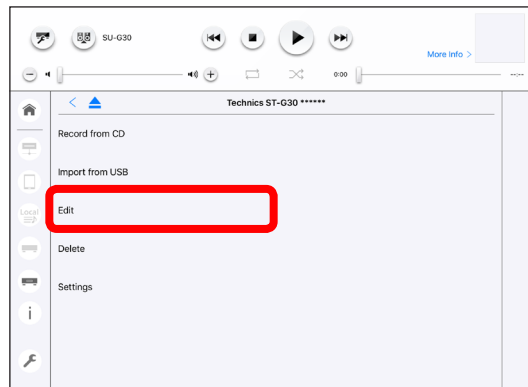 SU-G30
More Info >
0:00
--:--
< Technics ST-G30 ******
Record from CD
Import from USB
Local
Edit
Delete
Settings
i